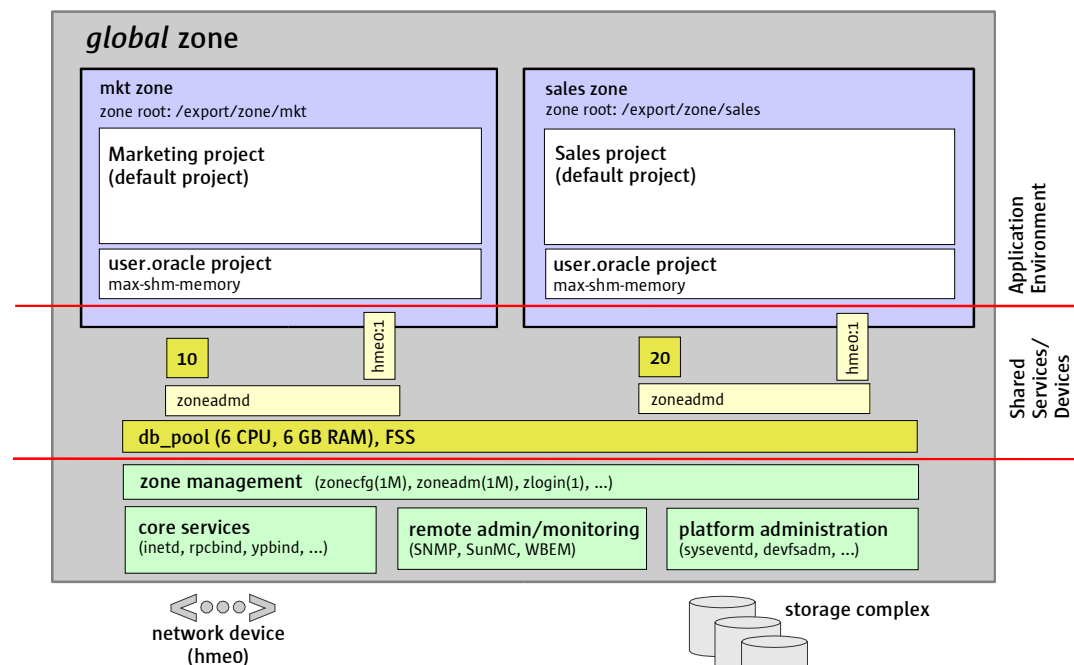 global zone
mkt zone
zone root: /export/zone/mkt
Marketing project
(default project)
user.oracle project
max-shm-memory
sales zone
zone root: /export/zone/sales
Sales project
(default project)
user.oracle project
max-shm-memory
Application
Environment
10
hme0:1
zoneadmd
20
hme0:1
zoneadmd
Shared
Services/
Devices
db_pool (6 CPU, 6 GB RAM), FSS
zone management (zonecfg(1M), zoneadm(1M), zlogin(1), ...)
core services
(inetd, rpcbind, ypbind, ...)
remote admin/monitoring
(SNMP, SunMC, WBEM)
platform administration
(syseventd, devfsadm, ...)
<●●●>
network device
(hme0)
storage complex